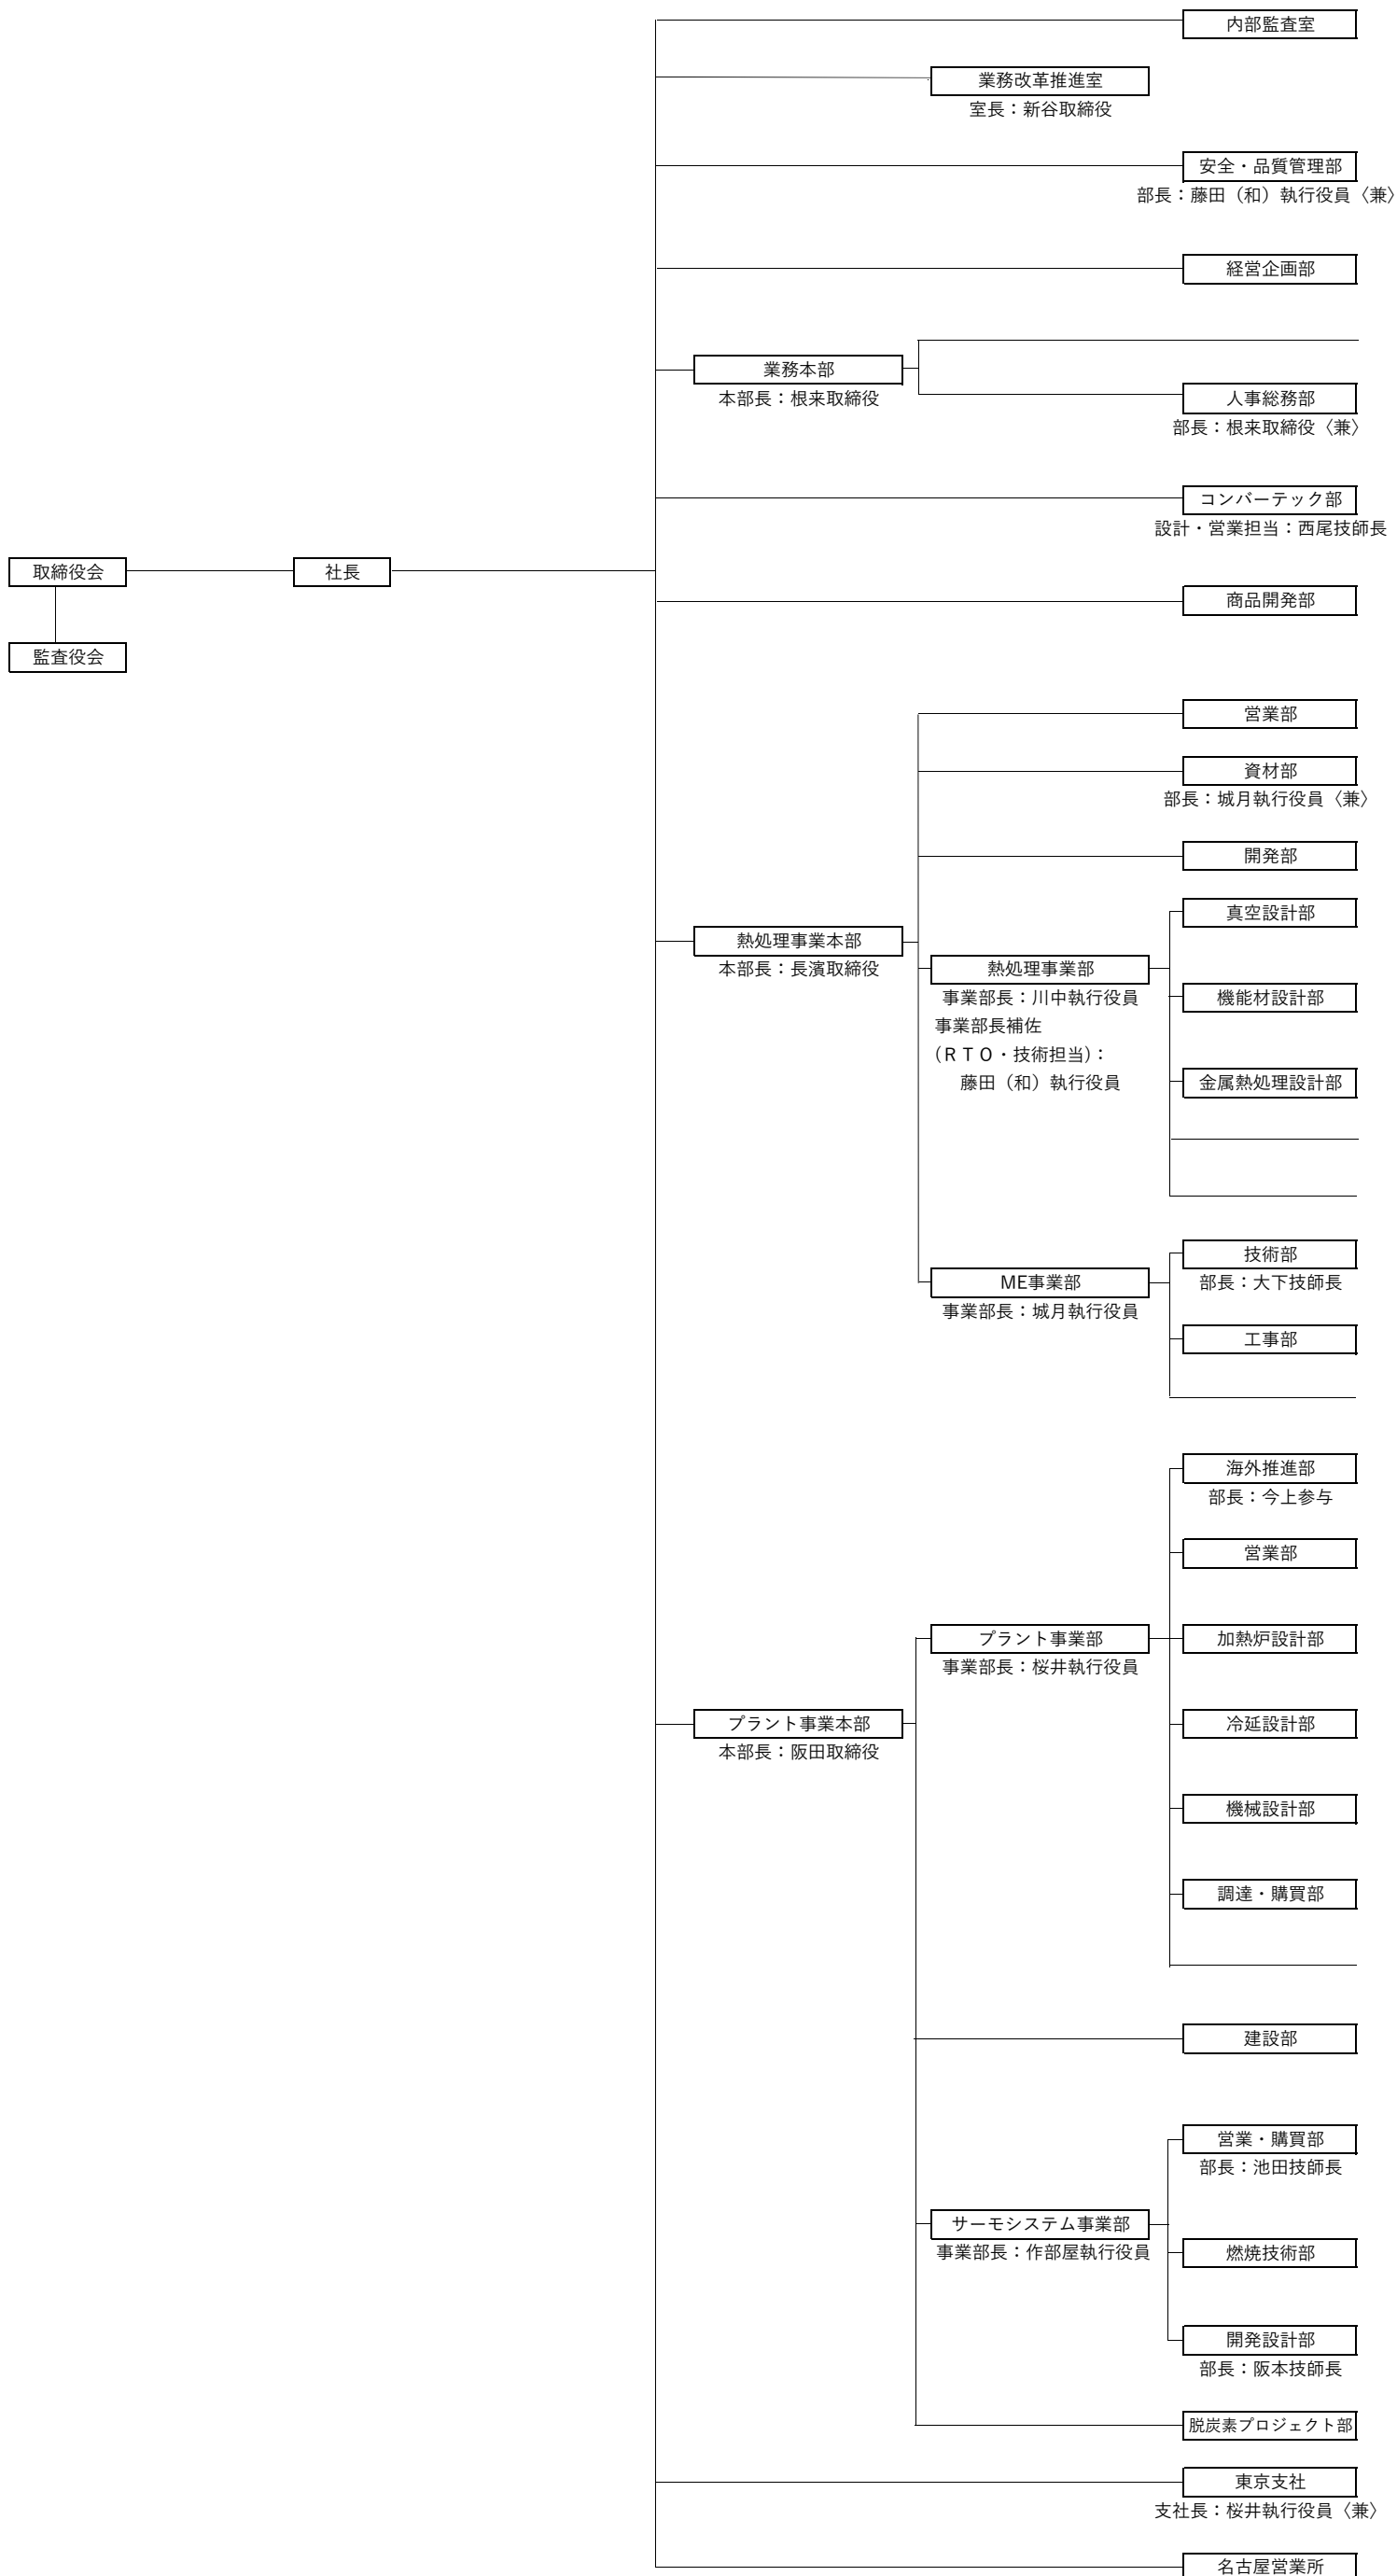 内部監査室
業務改革推進室
室長：新谷取締役
安全・品質管理部
部長：藤田（和）執行役員〈兼〉
経営企画部
業務本部
本部長：根来取締役
人事総務部
部長：根来取締役〈兼〉
コンバーテック部
設計・営業担当：西尾技師長
取締役会
社長
監査役会
商品開発部
営業部
資材部
部長：城月執行役員〈兼〉
開発部
熱処理事業本部
本部長：長濱取締役
熱処理事業部
事業部長：川中執行役員
事業部長補佐
（ＲＴＯ・技術担当）：
藤田（和）執行役員
真空設計部
機能材設計部
金属熱処理設計部
ME事業部
事業部長：城月執行役員
技術部
部長：大下技師長
工事部
海外推進部
部長：今上参与
営業部
プラント事業部
事業部長：桜井執行役員
加熱炉設計部
プラント事業本部
本部長：阪田取締役
冷延設計部
機械設計部
調達・購買部
建設部
営業・購買部
部長：池田技師長
サーモシステム事業部
事業部長：作部屋執行役員
燃焼技術部
開発設計部
部長：阪本技師長
脱炭素プロジェクト部
東京支社
支社長：桜井執行役員〈兼〉
名古屋営業所